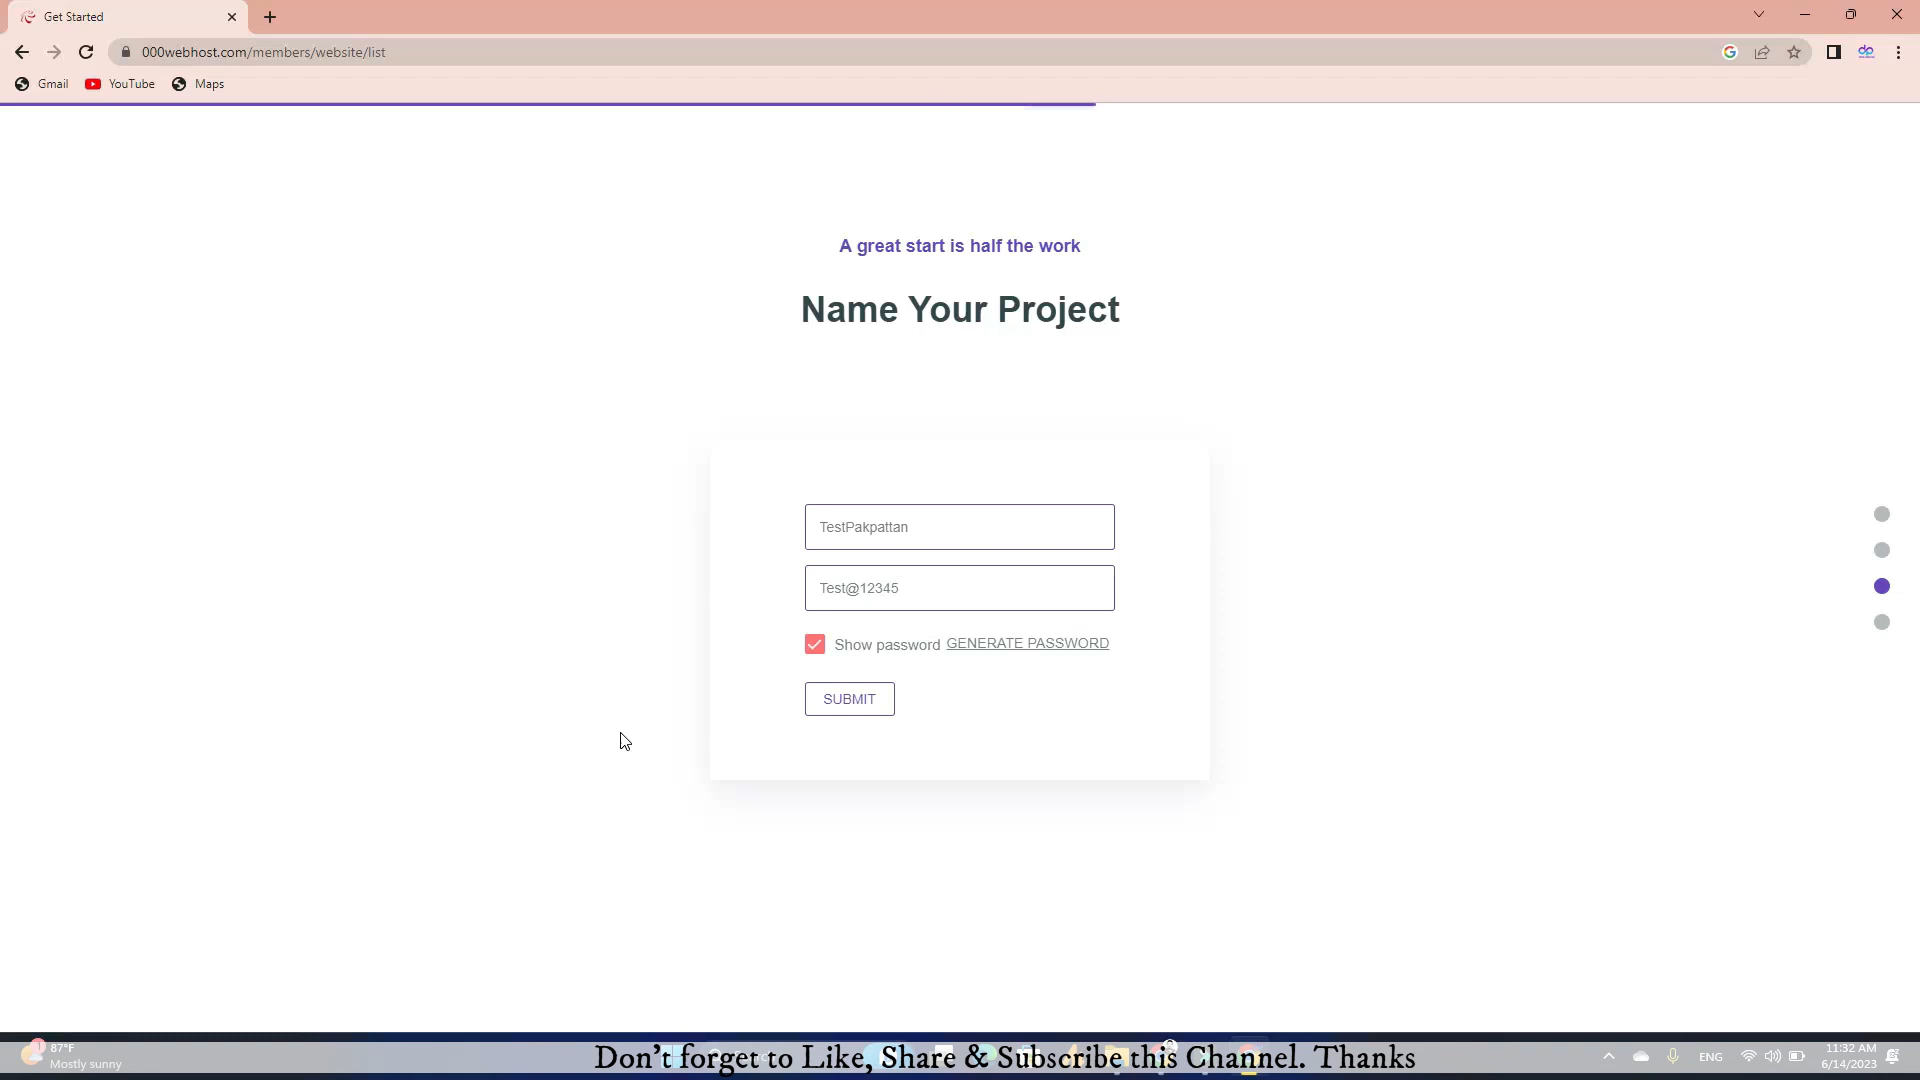 Get Started
000webhost.com/members/website/list
Gmail YouTube Maps
A great start is half the work
Name Your Project
TestPakpattan
Test@12345
Show password GENERATE PASSWORD
SUBMIT
87°F
Mostly sunny
Don't forget to Like, Share & Subscribe this Channel. Thanks
ENG
11:32 AM
6/14/2023